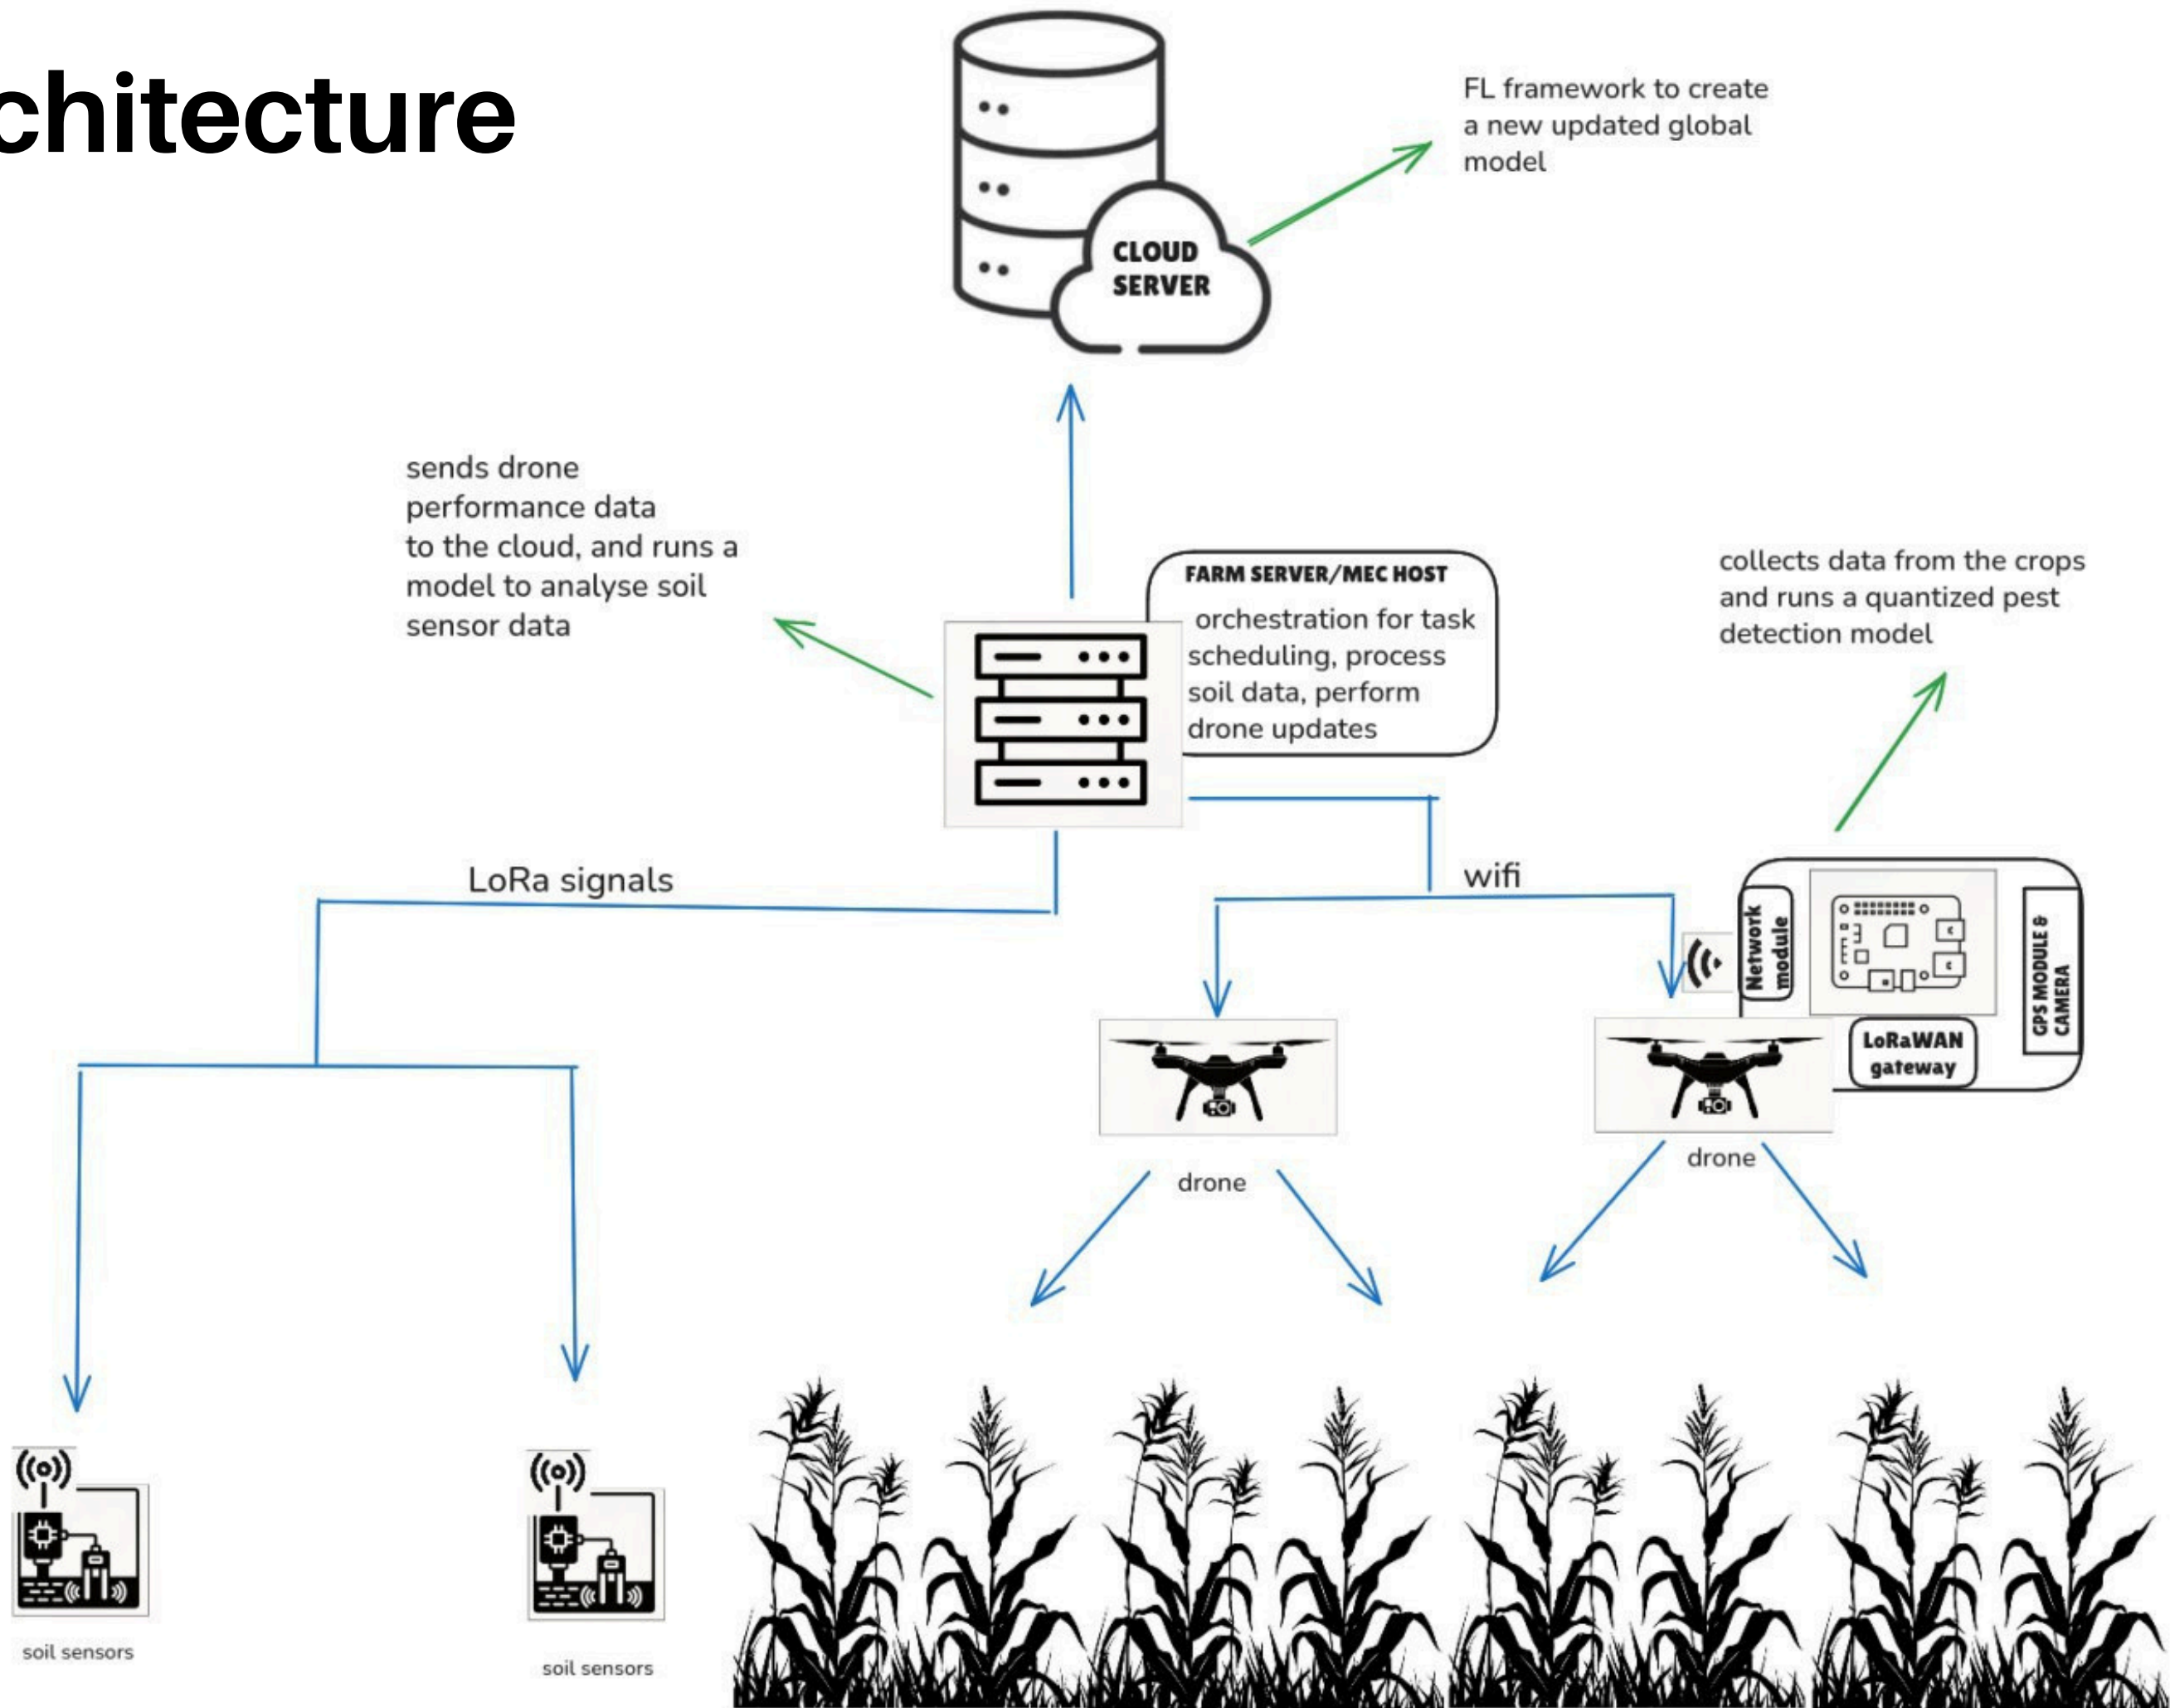 chitecture
FL framework to create
a new updated global
model
CLOUD
SERVER
sends drone
performance data
to the cloud, and runs a
model to analyse soil
sensor data
FARM SERVER/MEC HOST
orchestration for task
scheduling, process
soil data, perform
drone updates
collects data from the crops
and runs a quantized pest
detection model
LoRa signals
wifi
Network
module
GPS MODULE &
CAMERA
LoRaWAN
gateway
drone
drone
soil sensors
soil sensors